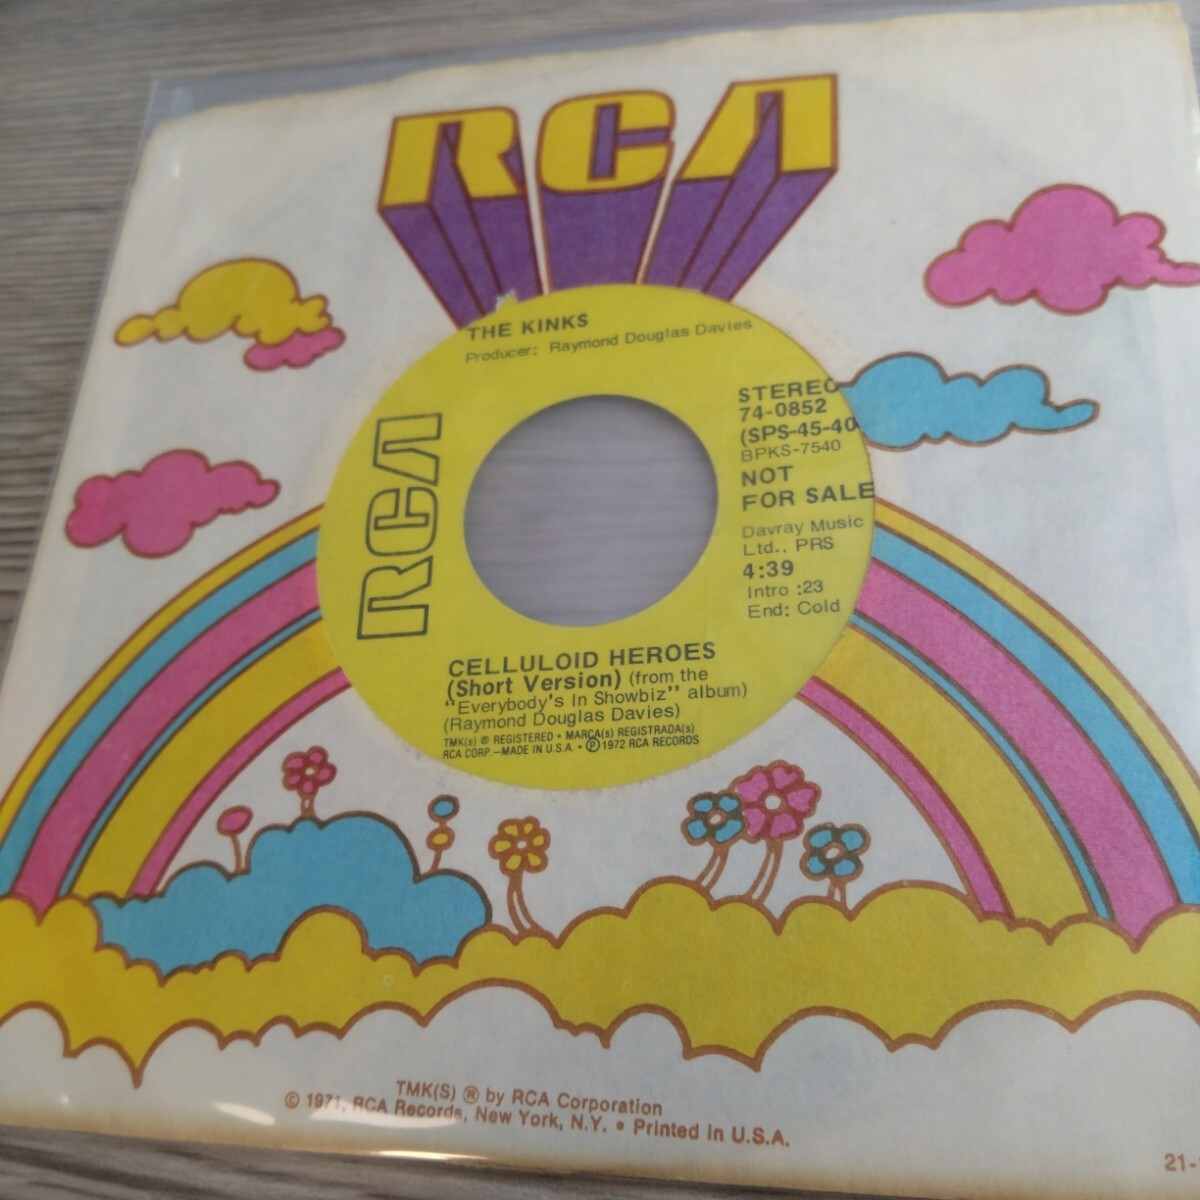 RCA
THE KINKS
Producer: Raymond Douglas Davies
RCA
STEREO
74-0852
(SPS-45-40
BPKS-7540
NOT
FOR SALE
Davray Music
Ltd., PRS
4:39
Intro :23
End: Cold
CELLULOID HEROES
(Short Version) (from the
"Everybody's In Showbiz" album)
(Raymond Douglas Davies)
TMK(s) ® REGISTERED • MARCA(s) REGISTRADA(s)
RCA CORP.—MADE IN U.S.A. • Ⓟ 1972 RCA RECORDS
TMK(S) ® by RCA Corporation
© 1971, RCA Records, New York, N.Y. • Printed in U.S.A.
21-